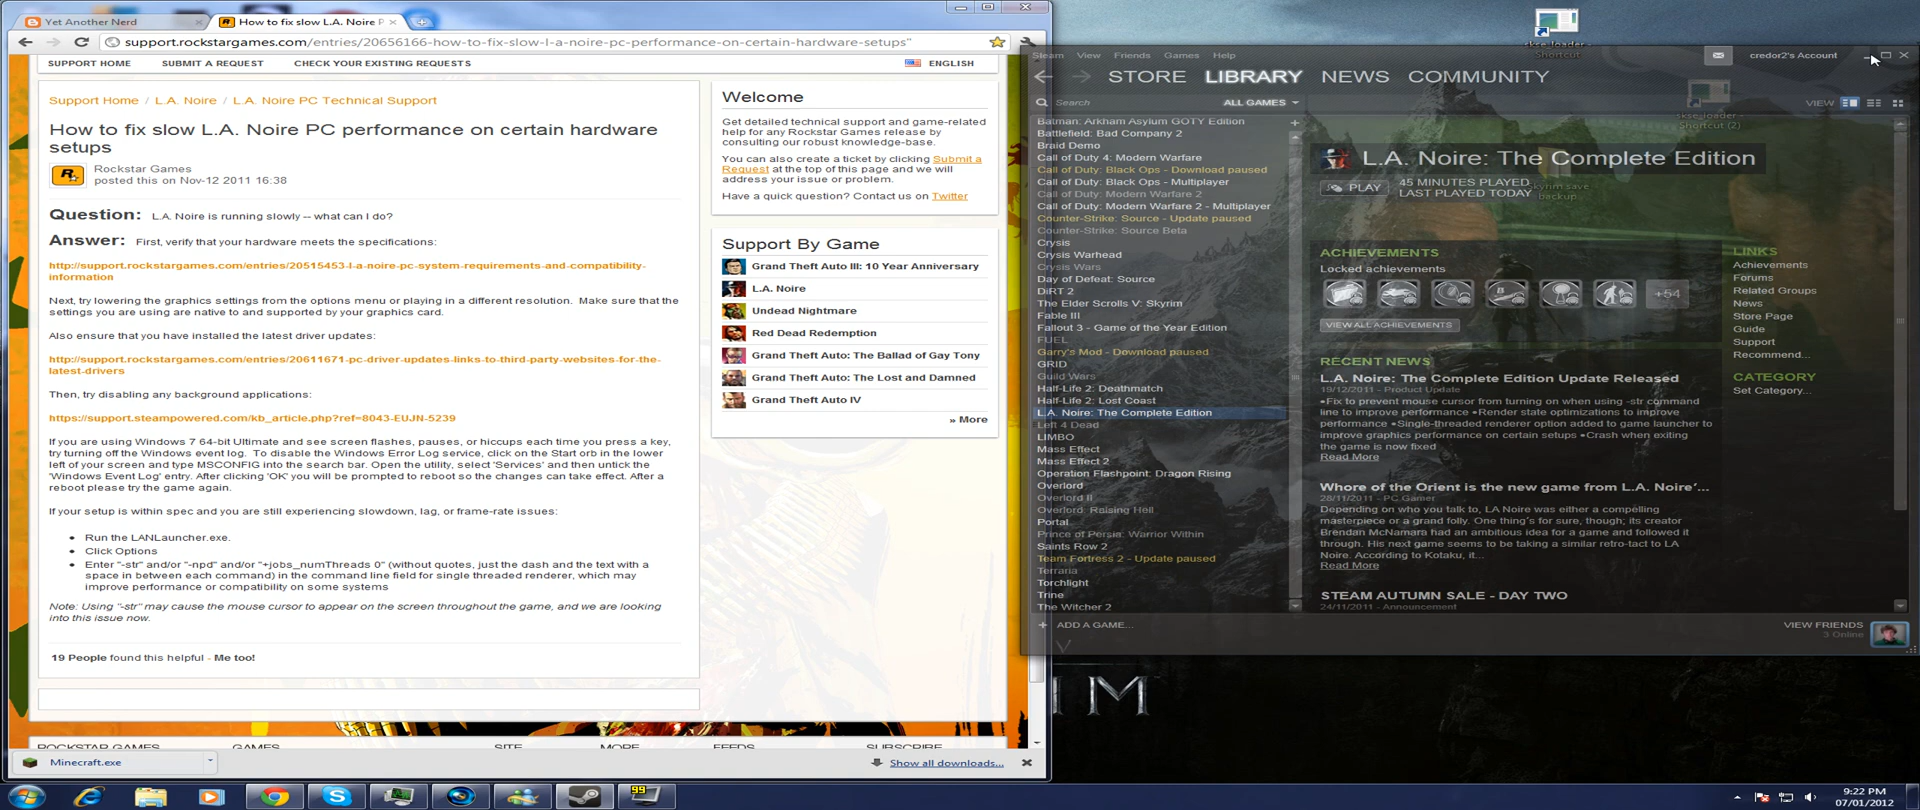 Yet Another Nerd
How to fix slow L.A. Noire P
support.rockstargames.com/entries/20656166-how-to-fix-slow-l-a-noire-pc-performance-on-certain-hardware-setups"
SUPPORT HOME SUBMIT A REQUEST CHECK YOUR EXISTING REQUESTS ENGLISH
Support Home / L.A. Noire / L.A. Noire PC Technical Support
How to fix slow L.A. Noire PC performance on certain hardware
setups
Rockstar Games
posted this on Nov-12 2011 16:38
Question: L.A. Noire is running slowly -- what can I do?
Answer: First, verify that your hardware meets the specifications:
http://support.rockstargames.com/entries/20515453-l-a-noire-pc-system-requirements-and-compatibility-
information
Next, try lowering the graphics settings from the options menu or playing in a different resolution. Make sure that the
settings you are using are native to and supported by your graphics card.
Also ensure that you have installed the latest driver updates:
http://support.rockstargames.com/entries/20611671-pc-driver-updates-links-to-third-party-websites-for-the-
latest-drivers
Then, try disabling any background applications:
https://support.steampowered.com/kb_article.php?ref=8043-EUJN-5239
If you are using Windows 7 64-bit Ultimate and see screen flashes, pauses, or hiccups each time you press a key,
try turning off the Windows event log. To disable the Windows Error Log service, click on the Start orb in the lower
left of your screen and type MSCONFIG into the search bar. Open the utility, select 'Services' and then untick the
'Windows Event Log' entry. After clicking 'OK' you will be prompted to reboot so the changes can take effect. After a
reboot please try the game again.
If your setup is within spec and you are still experiencing slowdown, lag, or frame-rate issues:
• Run the LANLauncher.exe.
• Click Options
• Enter "-str" and/or "-npd" and/or "+jobs_numThreads 0" (without quotes, just the dash and the text with a
space in between each command) in the command line field for single threaded renderer, which may
improve performance or compatibility on some systems
Note: Using "-str" may cause the mouse cursor to appear on the screen throughout the game, and we are looking
into this issue now.
19 People found this helpful - Me too!
Welcome
Get detailed technical support and game-related
help for any Rockstar Games release by
consulting our robust knowledge-base.
You can also create a ticket by clicking Submit a
Request at the top of this page and we will
address your issue or problem.
Have a quick question? Contact us on Twitter
Support By Game
Grand Theft Auto III: 10 Year Anniversary
L.A. Noire
Undead Nightmare
Red Dead Redemption
Grand Theft Auto: The Ballad of Gay Tony
Grand Theft Auto: The Lost and Damned
Grand Theft Auto IV
» More
ROCKSTAR GAMES GAMES SITE MORE FEEDS SUBSCRIBE
Minecraft.exe
Show all downloads...
skse_loader -
Shortcut
Steam View Friends Games Help
credor2's Account
STORE LIBRARY NEWS COMMUNITY
Search
ALL GAMES
VIEW
skse_loader -
Shortcut (2)
Batman: Arkham Asylum GOTY Edition
Battlefield: Bad Company 2
Braid Demo
Call of Duty 4: Modern Warfare
Call of Duty: Black Ops - Download paused
Call of Duty: Black Ops - Multiplayer
Call of Duty: Modern Warfare 2
Call of Duty: Modern Warfare 2 - Multiplayer
Counter-Strike: Source - Update paused
Counter-Strike: Source Beta
Crysis
Crysis Warhead
Crysis Wars
Day of Defeat: Source
DiRT 2
The Elder Scrolls V: Skyrim
Fable III
Fallout 3 - Game of the Year Edition
FUEL
Garry's Mod - Download paused
GRID
Guild Wars
Half-Life 2: Deathmatch
Half-Life 2: Lost Coast
L.A. Noire: The Complete Edition
Left 4 Dead
LIMBO
Mass Effect
Mass Effect 2
Operation Flashpoint: Dragon Rising
Overlord
Overlord II
Overlord: Raising Hell
Portal
Prince of Persia: Warrior Within
Saints Row 2
Team Fortress 2 - Update paused
Terraria
Torchlight
Trine
The Witcher 2
ADD A GAME...
L.A. Noire: The Complete Edition
PLAY
45 MINUTES PLAYED
LAST PLAYED TODAY
skyrim save
backup
ACHIEVEMENTS
Locked achievements
+54
VIEW ALL ACHIEVEMENTS
RECENT NEWS
L.A. Noire: The Complete Edition Update Released
19/12/2011 - Product Update
•Fix to prevent mouse cursor from turning on when using -str command
line to improve performance •Render state optimizations to improve
performance •Single-threaded renderer option added to game launcher to
improve graphics performance on certain setups •Crash when exiting
the game is now fixed
Read More
Whore of the Orient is the new game from L.A. Noire'...
28/11/2011 - PC Gamer
Depending on who you talk to, LA Noire was either a compelling
masterpiece or a grand folly. One thing's for sure, though; its creator
Brendan McNamara had an ambitious idea for a game and followed it
through. His next game seems to be taking a similar retro-tact to LA
Noire. According to Kotaku, it...
Read More
STEAM AUTUMN SALE - DAY TWO
24/11/2011 - Announcement
LINKS
Achievements
Forums
Related Groups
News
Store Page
Guide
Support
Recommend...
CATEGORY
Set Category...
VIEW FRIENDS
3 Online
V
IM
99
9:22 PM
07/01/2012